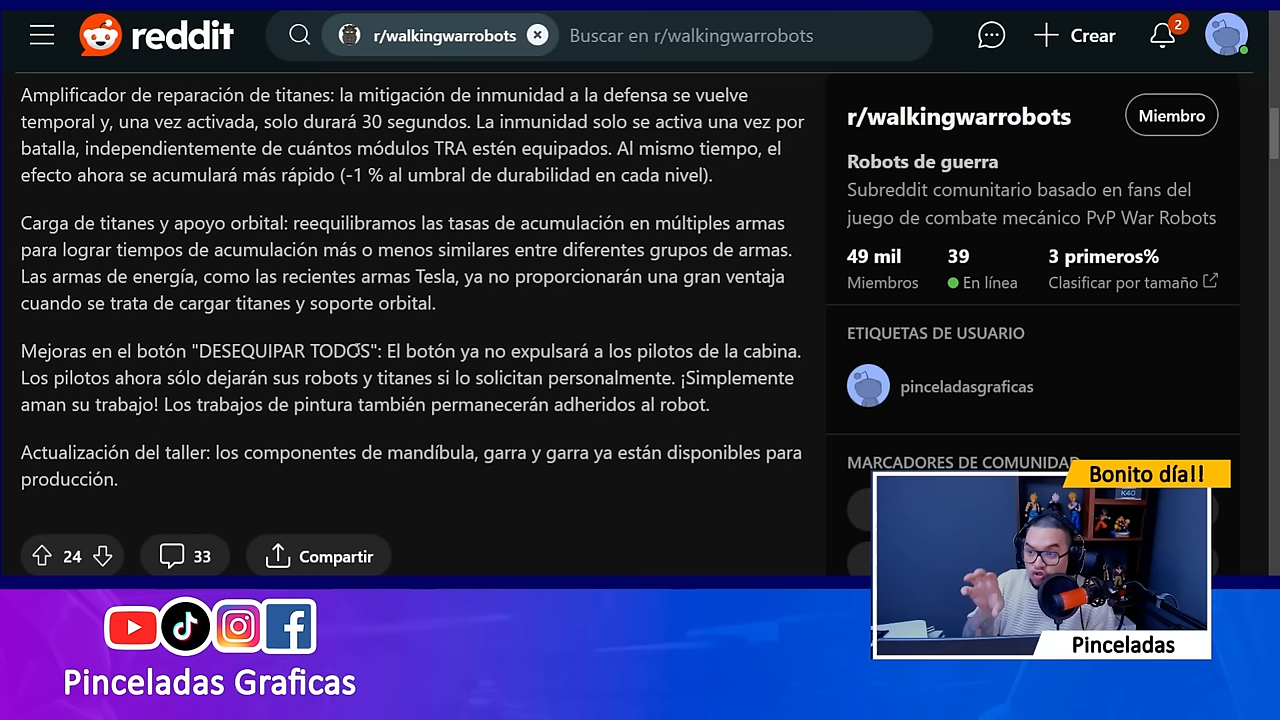 reddit
r/walkingwarrobots
Buscar en r/walkingwarrobots
Crear
2
Amplificador de reparación de titanes: la mitigación de inmunidad a la defensa se vuelve
temporal y, una vez activada, solo durará 30 segundos. La inmunidad solo se activa una vez por
batalla, independientemente de cuántos módulos TRA estén equipados. Al mismo tiempo, el
efecto ahora se acumulará más rápido (-1 % al umbral de durabilidad en cada nivel).
Carga de titanes y apoyo orbital: reequilibramos las tasas de acumulación en múltiples armas
para lograr tiempos de acumulación más o menos similares entre diferentes grupos de armas.
Las armas de energía, como las recientes armas Tesla, ya no proporcionarán una gran ventaja
cuando se trata de cargar titanes y soporte orbital.
Mejoras en el botón "DESEQUIPAR TODOS": El botón ya no expulsará a los pilotos de la cabina.
Los pilotos ahora sólo dejarán sus robots y titanes si lo solicitan personalmente. ¡Simplemente
aman su trabajo! Los trabajos de pintura también permanecerán adheridos al robot.
Actualización del taller: los componentes de mandíbula, garra y garra ya están disponibles para
producción.
24
33
Compartir
r/walkingwarrobots
Miembro
Robots de guerra
Subreddit comunitario basado en fans del
juego de combate mecánico PvP War Robots
49 mil
39
3 primeros%
Miembros
En línea
Clasificar por tamaño
ETIQUETAS DE USUARIO
pinceladasgraficas
MARCADORES DE COMUNIDAD
Bonito día!!
K40
Pinceladas
Pinceladas Graficas